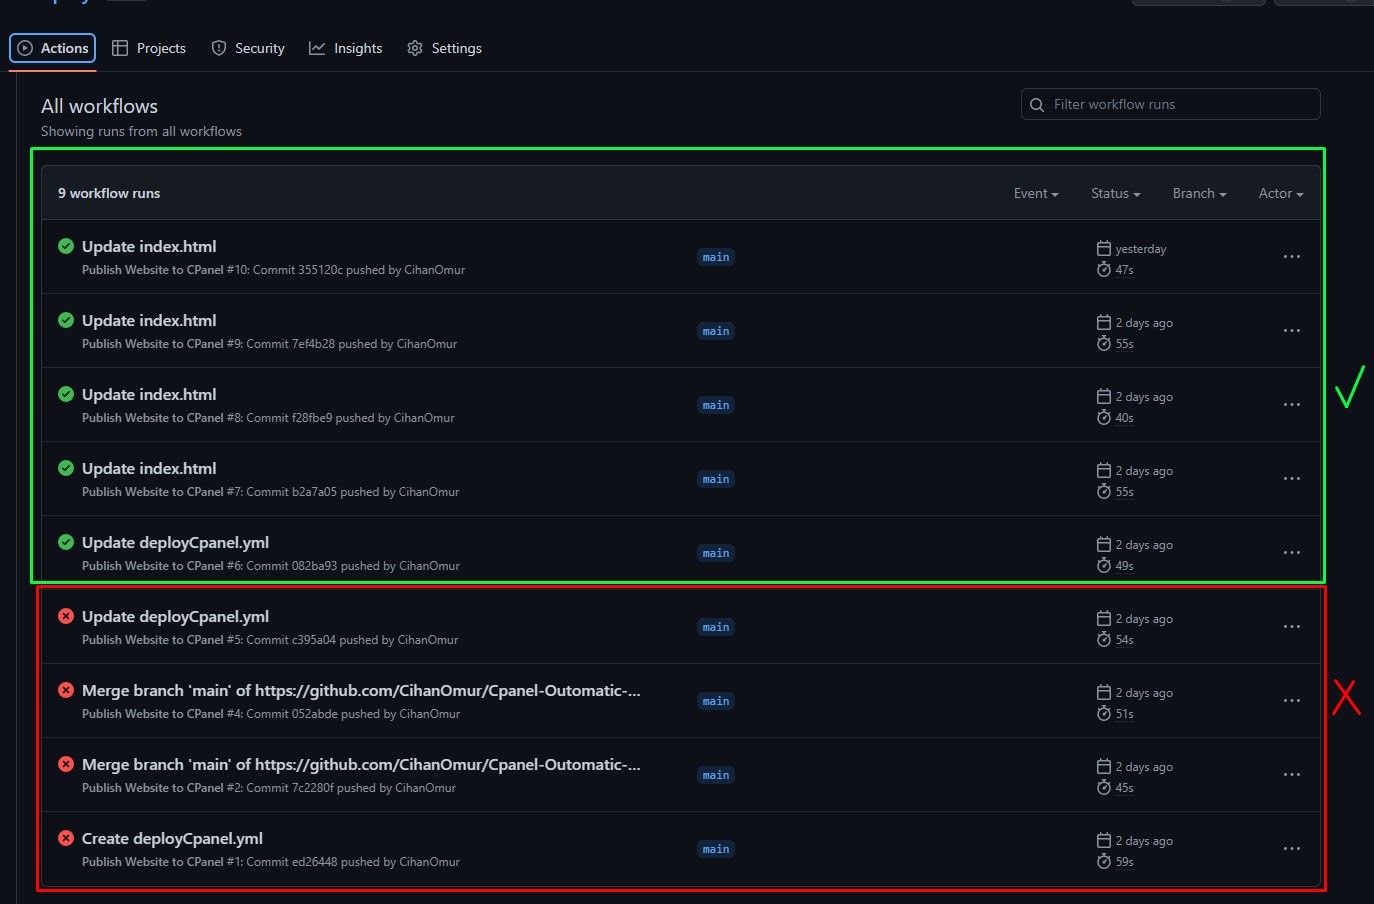 Actions Projects Security Insights Settings
All workflows
Filter workflow runs
Showing runs from all workflows
9 workflow runs
Event Status Branch Actor
Update index.html
Publish Website to CPanel #10: Commit 355120c pushed by CihanOmur
main
yesterday
47s
Update index.html
Publish Website to CPanel #9: Commit 7ef4b28 pushed by CihanOmur
main
2 days ago
55s
Update index.html
Publish Website to CPanel #8: Commit f28fbe9 pushed by CihanOmur
main
2 days ago
40s
Update index.html
Publish Website to CPanel #7: Commit b2a7a05 pushed by CihanOmur
main
2 days ago
55s
Update deployCpanel.yml
Publish Website to CPanel #6: Commit 082ba93 pushed by CihanOmur
main
2 days ago
49s
Update deployCpanel.yml
Publish Website to CPanel #5: Commit c395a04 pushed by CihanOmur
main
2 days ago
54s
Merge branch 'main' of https://github.com/CihanOmur/Cpanel-Outomatic-...
Publish Website to CPanel #4: Commit 052abde pushed by CihanOmur
main
2 days ago
51s
Merge branch 'main' of https://github.com/CihanOmur/Cpanel-Outomatic-...
Publish Website to CPanel #2: Commit 7c2280f pushed by CihanOmur
main
2 days ago
45s
Create deployCpanel.yml
Publish Website to CPanel #1: Commit ed26448 pushed by CihanOmur
main
2 days ago
59s